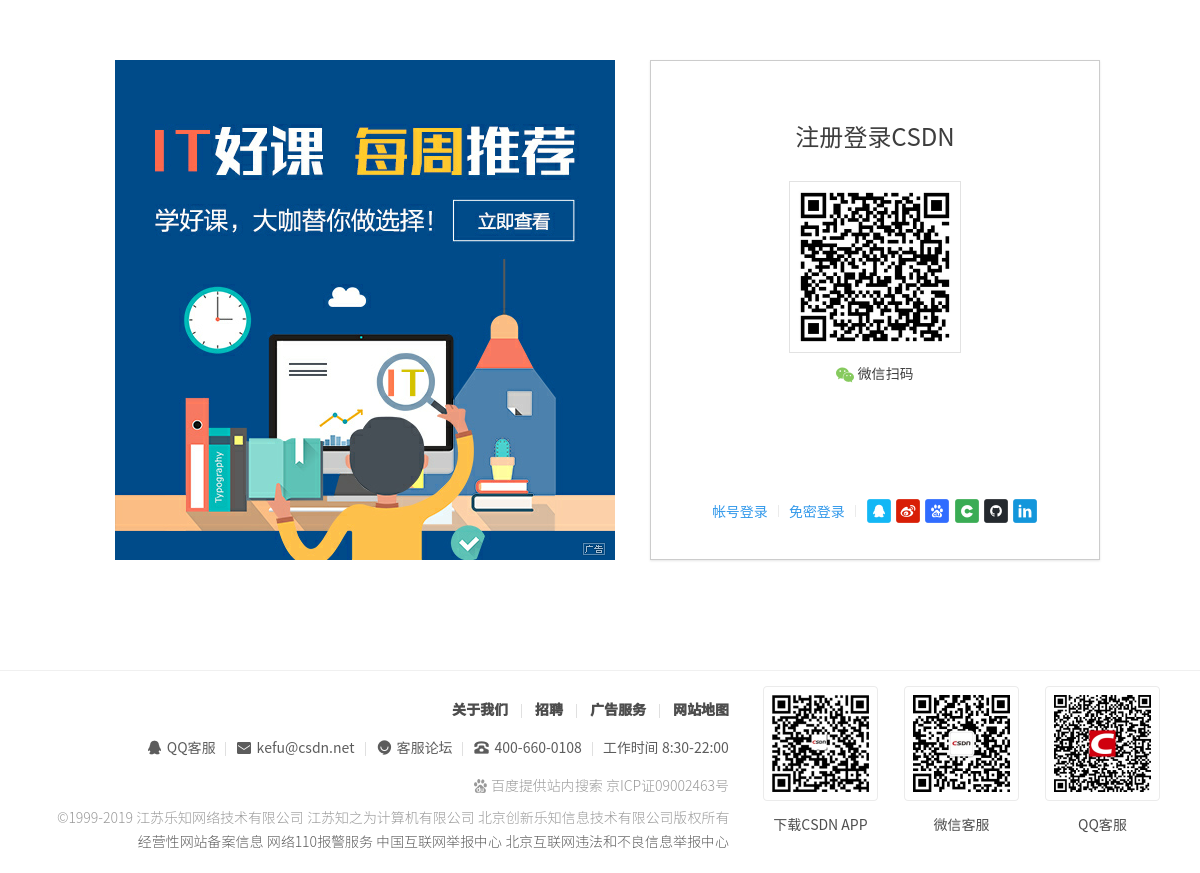 IT好课 每周推荐
学好课，大咖替你做选择！ 立即查看
IT
Typography
广告
注册登录CSDN
微信扫码
帐号登录 免密登录
关于我们 招聘 广告服务 网站地图
QQ客服 kefu@csdn.net 客服论坛 400-660-0108 工作时间 8:30-22:00
百度提供站内搜索 京ICP证09002463号
©1999-2019 江苏乐知网络技术有限公司 江苏知之为计算机有限公司 北京创新乐知信息技术有限公司版权所有
经营性网站备案信息 网络110报警服务 中国互联网举报中心 北京互联网违法和不良信息举报中心
CSDN
下载CSDN APP
CSDN
微信客服
C
QQ客服